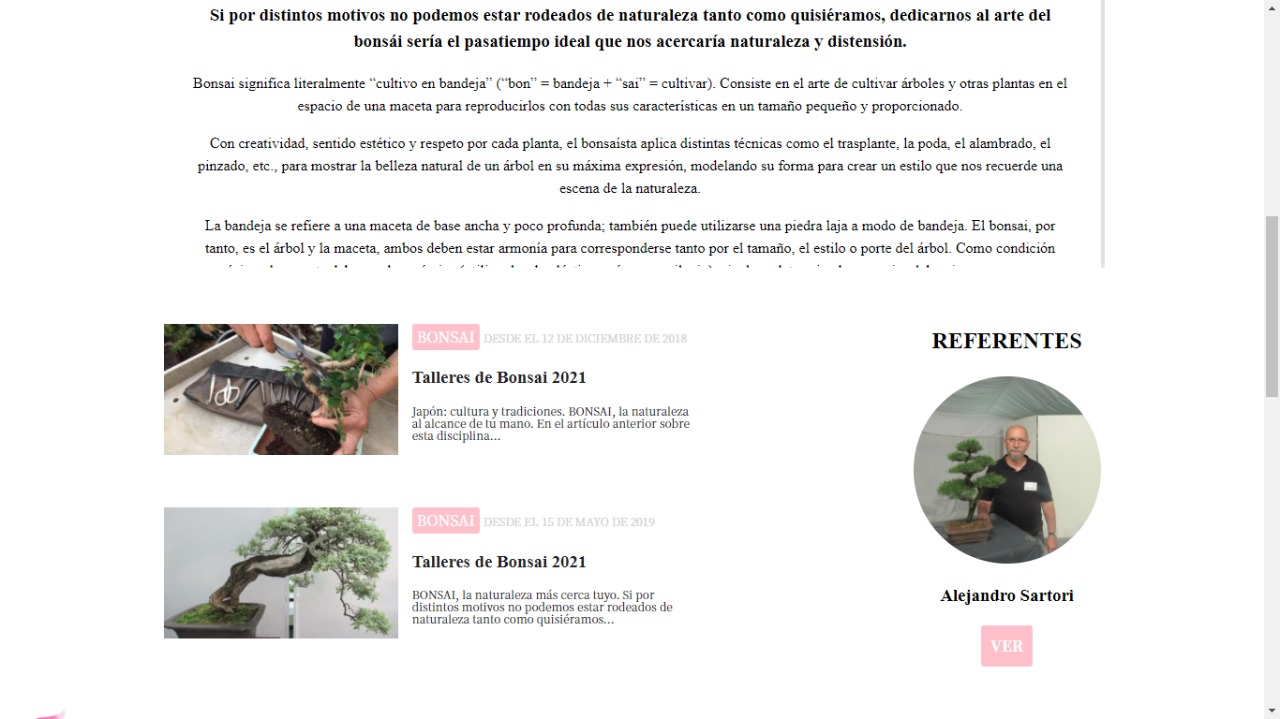 Si por distintos motivos no podemos estar rodeados de naturaleza tanto como quisiéramos, dedicarnos al arte del
bonsái sería el pasatiempo ideal que nos acercaría naturaleza y distensión.
Bonsai significa literalmente “cultivo en bandeja” (“bon” = bandeja + “sai” = cultivar). Consiste en el arte de cultivar árboles y otras plantas en el
espacio de una maceta para reproducirlos con todas sus características en un tamaño pequeño y proporcionado.
Con creatividad, sentido estético y respeto por cada planta, el bonsaísta aplica distintas técnicas como el trasplante, la poda, el alambrado, el
pinzado, etc., para mostrar la belleza natural de un árbol en su máxima expresión, modelando su forma para crear un estilo que nos recuerde una
escena de la naturaleza.
La bandeja se refiere a una maceta de base ancha y poco profunda; también puede utilizarse una piedra laja a modo de bandeja. El bonsai, por
tanto, es el árbol y la maceta, ambos deben estar armonía para corresponderse tanto por el tamaño, el estilo o porte del árbol. Como condición
BONSAI DESDE EL 12 DE DICIEMBRE DE 2018
Talleres de Bonsai 2021
Japón: cultura y tradiciones. BONSAI, la naturaleza
al alcance de tu mano. En el artículo anterior sobre
esta disciplina...
BONSAI DESDE EL 15 DE MAYO DE 2019
Talleres de Bonsai 2021
BONSAI, la naturaleza más cerca tuyo. Si por
distintos motivos no podemos estar rodeados de
naturaleza tanto como quisiéramos...
REFERENTES
Alejandro Sartori
VER